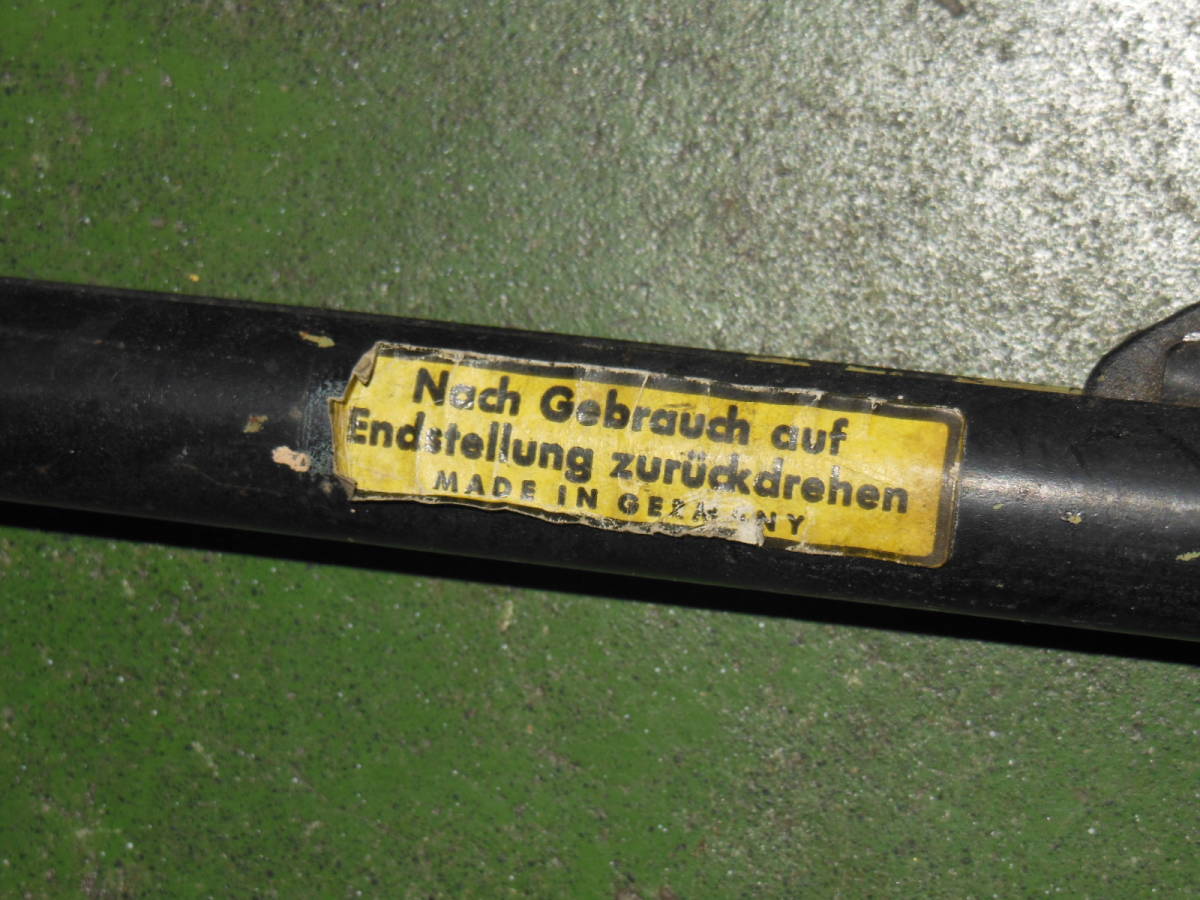 Nach Gebrauch auf
Endstellung zurückdrehen
MADE IN GERMANY